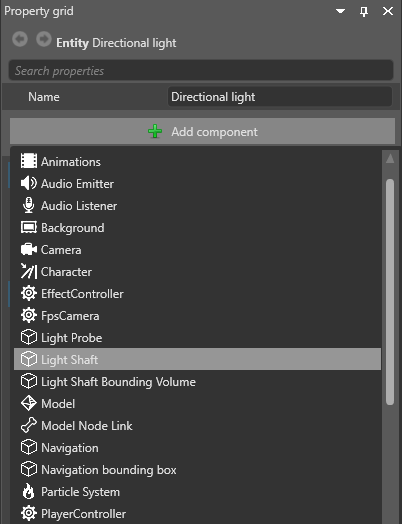 Property grid
Entity Directional light
Search properties
Name Directional light
Add component
Animations
Audio Emitter
Audio Listener
Background
Camera
Character
EffectController
FpsCamera
Light Probe
Light Shaft
Light Shaft Bounding Volume
Model
Model Node Link
Navigation
Navigation bounding box
Particle System
PlayerController